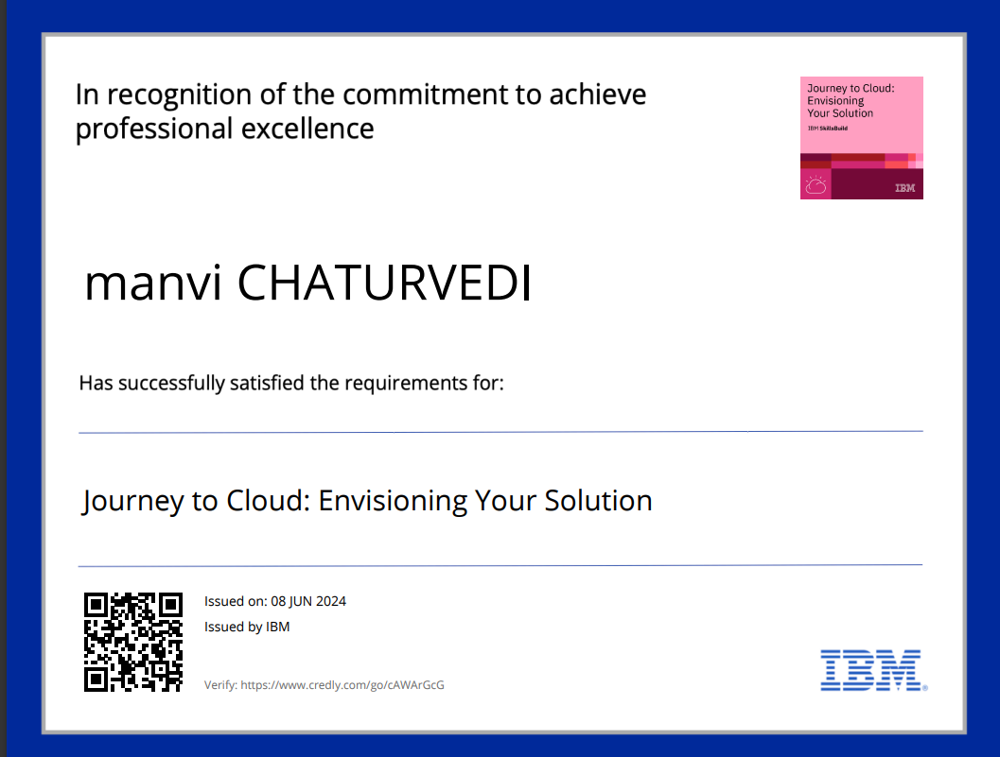 In recognition of the commitment to achieve
professional excellence
Journey to Cloud:
Envisioning
Your Solution
IBM SkillsBuild
IBM
manvi CHATURVEDI
Has successfully satisfied the requirements for:
Journey to Cloud: Envisioning Your Solution
Issued on: 08 JUN 2024
Issued by IBM
Verify: https://www.credly.com/go/cAWArGcG
IBM®